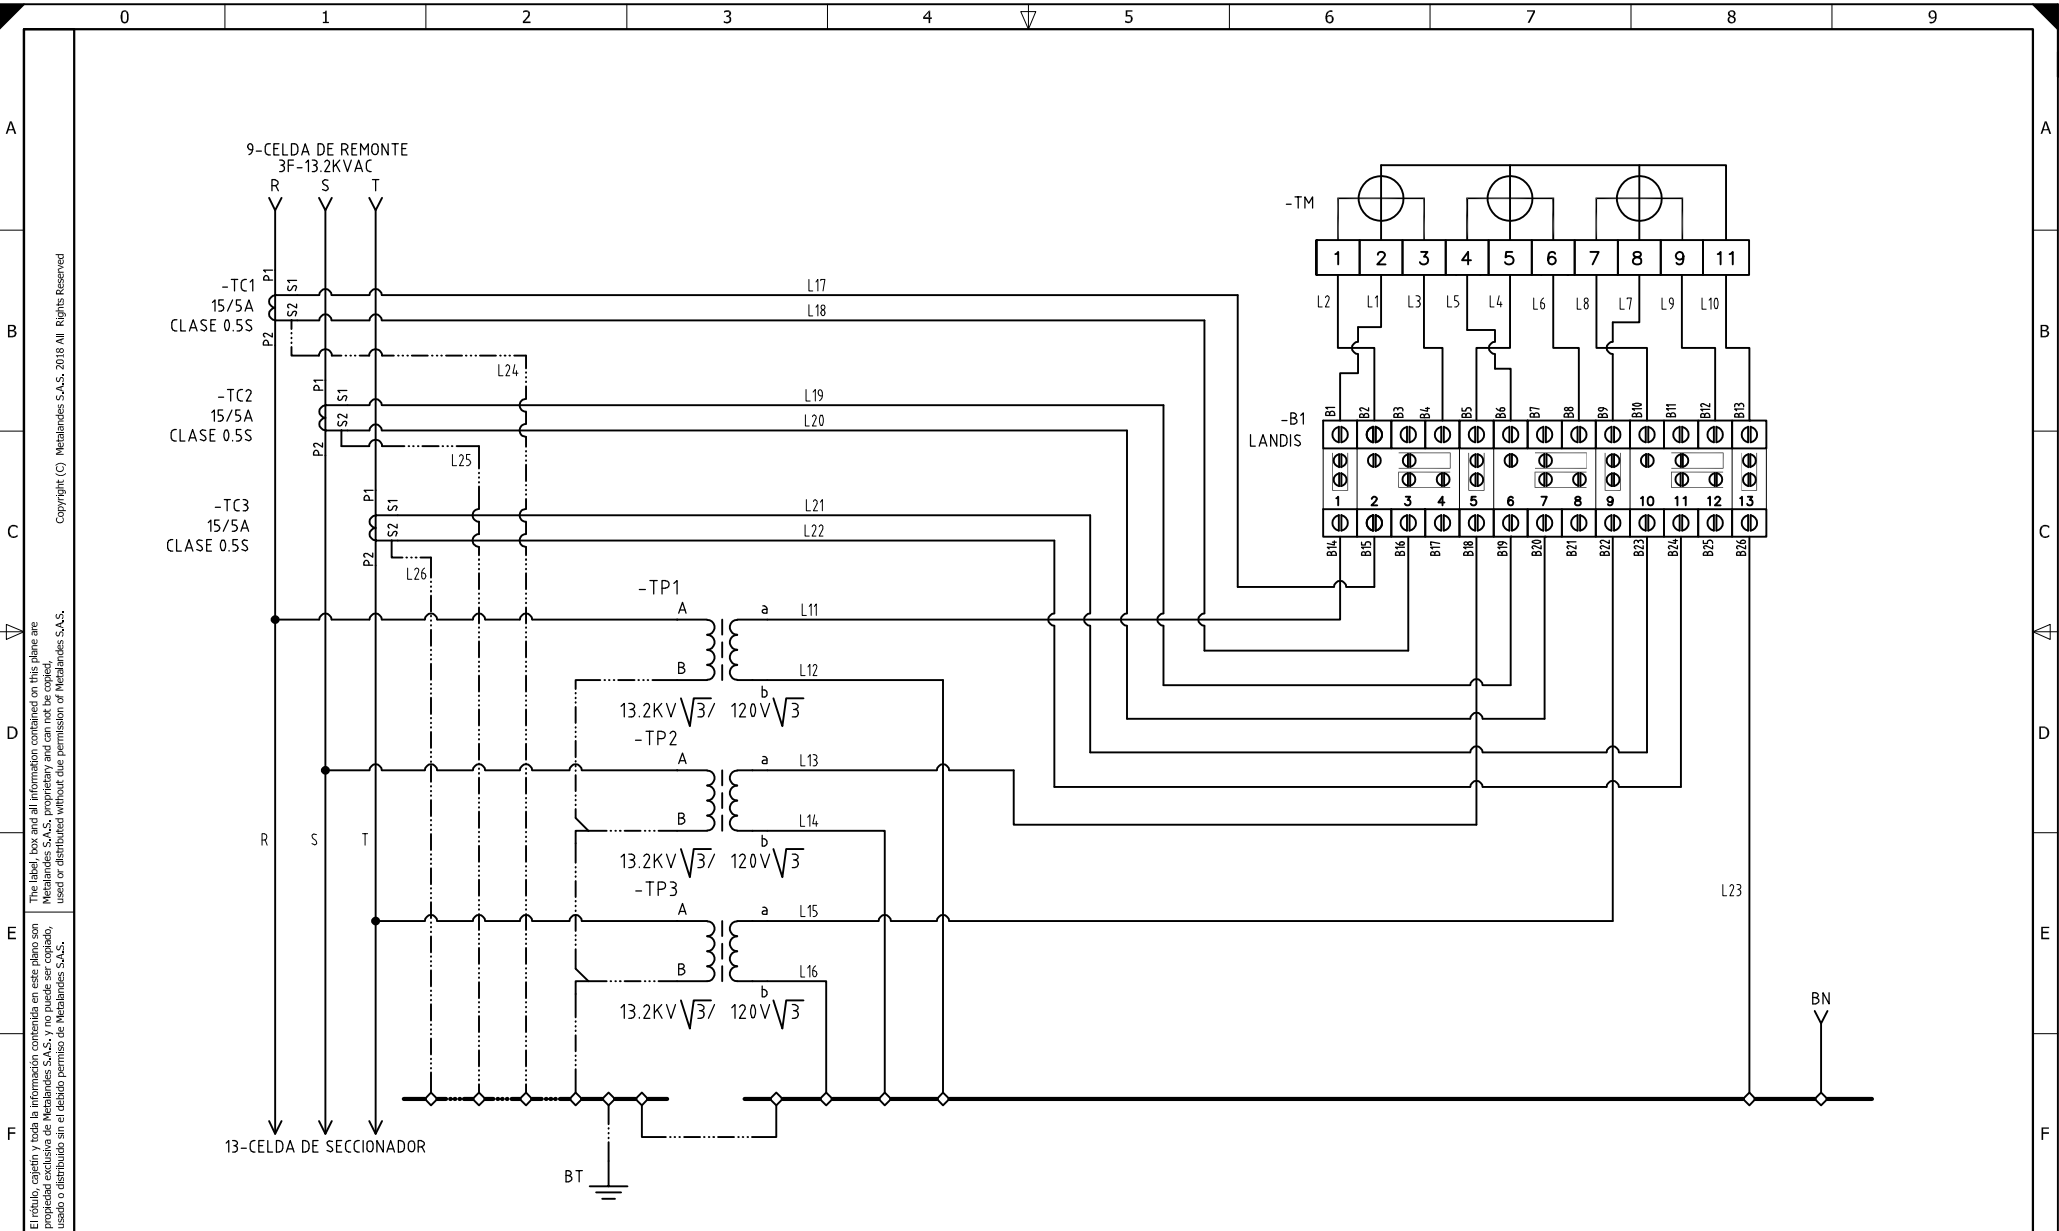 0 1 2 3 4 5 6 7 8 9
A
B
C
D
E
F
A
B
C
D
E
F
Copyright (C) Metalandes S.A.S. 2018 All Rights Reserved
The label, box and all information contained on this plane are
Metalandes S.A.S. proprietary and can not be copied,
used or distributed without due permission of Metalandes S.A.S.
El rótulo, cajetín y toda la información contenida en este plano son
propiedad exclusiva de Metalandes S.A.S. y no puede ser copiado,
usado o distribuido sin el debido permiso de Metalandes S.A.S.
9-CELDA DE REMONTE
3F-13.2KVAC
R S T
-TC1
15/5A
CLASE 0.5S
P1 S1
P2 S2
L17
L18
L24
-TC2
15/5A
CLASE 0.5S
P1 S1
P2 S2
L19
L20
L25
-TC3
15/5A
CLASE 0.5S
P1 S1
P2 S2
L21
L22
L26
-TM
1 2 3 4 5 6 7 8 9 11
L2 L1 L3 L5 L4 L6 L8 L7 L9 L10
-B1
LANDIS
B1 B2 B3 B4 B5 B6 B7 B8 B9 B10 B11 B12 B13
1 2 3 4 5 6 7 8 9 10 11 12 13
B14 B15 B16 B17 B18 B19 B20 B21 B22 B23 B24 B25 B26
-TP1
A a L11
B L12
b
13.2KV√3/ 120V√3
-TP2
A a L13
B L14
b
13.2KV√3/ 120V√3
-TP3
A a L15
B L16
b
13.2KV√3/ 120V√3
R S T
L23
BN
13-CELDA DE SECCIONADOR
BT